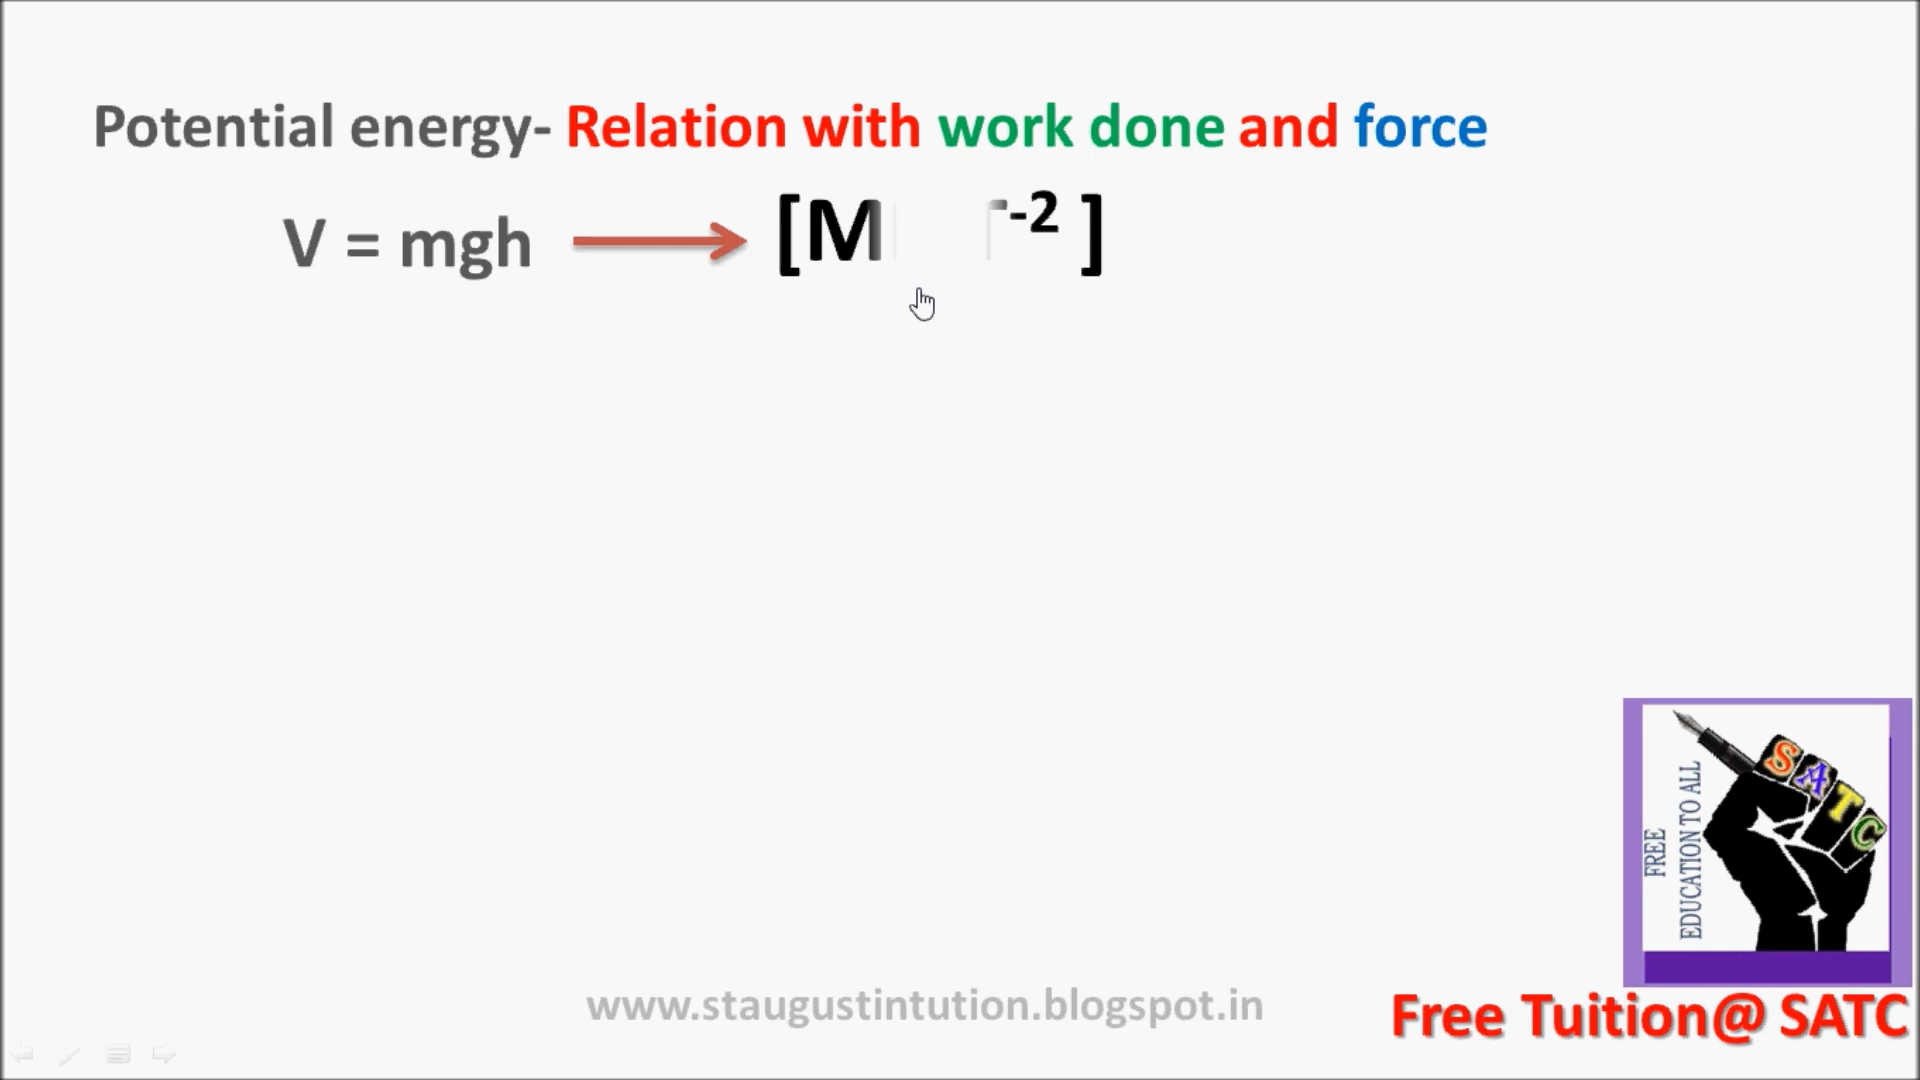 Potential energy- Relation with work done and force
V = mgh [M -2 ]
S A T C
FREE
EDUCATION TO ALL
www.staugustintution.blogspot.in
Free Tuition@ SATC